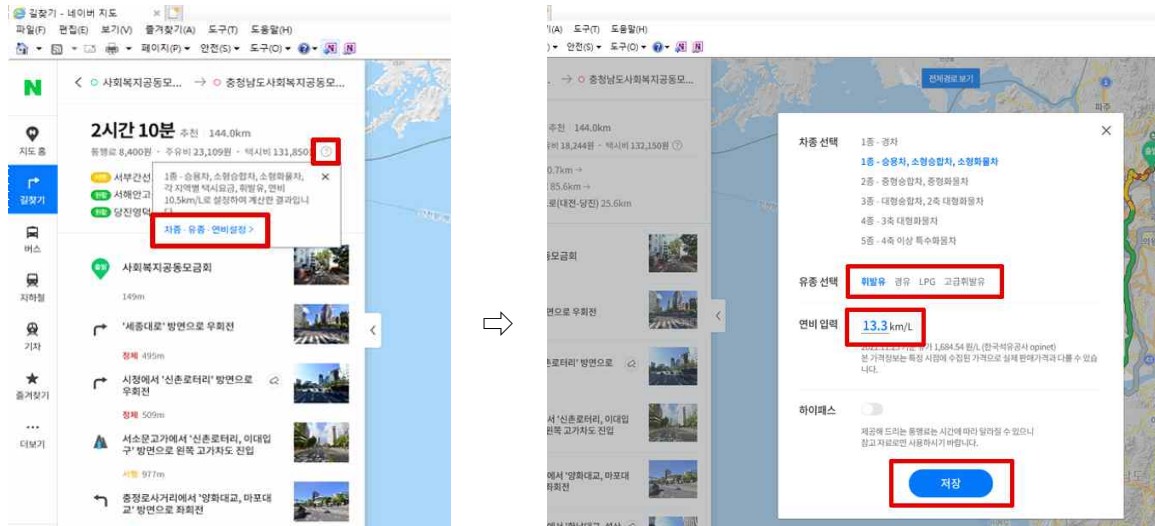 길찾기 - 네이버 지도
파일(F) 편집(E) 보기(V) 즐겨찾기(A) 도구(T) 도움말(H)
페이지(P) 안전(S) 도구(O)
N
지도 홈
길찾기
버스
지하철
기차
즐겨찾기
더보기
사회복지공동모... → 충청남도사회복지공동모...
2시간 10분 추천 144.0km
통행료 8,400원 · 주유비 23,109원 · 택시비 131,850원
서부간선
서해안고
당진영덕
1종 - 승용차, 소형승합차, 소형화물차,
각 지역별 택시요금, 휘발유, 연비
10.5km/L로 설정하여 계산한 결과입니
다
차종 · 유종 · 연비설정 >
사회복지공동모금회
149m
'세종대로' 방면으로 우회전
정체 495m
시청에서 '신촌로터리' 방면으로
우회전
정체 509m
서소문고가에서 '신촌로터리, 이대입
구' 방면으로 왼쪽 고가차도 진입
서행 977m
충정로사거리에서 '양화대교, 마포대
교' 방면으로 좌회전
(A) 도구(T) 도움말(H)
안전(S) 도구(O)
... → 충청남도사회복지공동모...
추천 144.0km
18,244원 · 택시비 132,150원
0.7km →
85.6km →
로(대전-당진) 25.6km
동모금회
면으로 우회전
촌로터리' 방면으로
서 '신촌로터리, 이대입
왼쪽 고가차도 진입
에서 '양화대교, 마포대
좌회전
전체경로 보기
파주
차종 선택
1종 - 경차
1종 - 승용차, 소형승합차, 소형화물차
2종 - 중형승합차, 중형화물차
3종 - 대형승합차, 2축 대형화물차
4종 - 3축 대형화물차
5종 - 4축 이상 특수화물차
유종 선택 휘발유 경유 LPG 고급휘발유
연비 입력 13.3 km/L
1,684.54 원/L (한국석유공사 opinet)
본 가격정보는 특정 시점에 수집된 가격으로 실제 판매가격과 다를 수 있습
니다.
하이패스
제공해 드리는 통행료는 시간에 따라 달라질 수 있으니
참고 자료로만 사용하시기 바랍니다.
저장